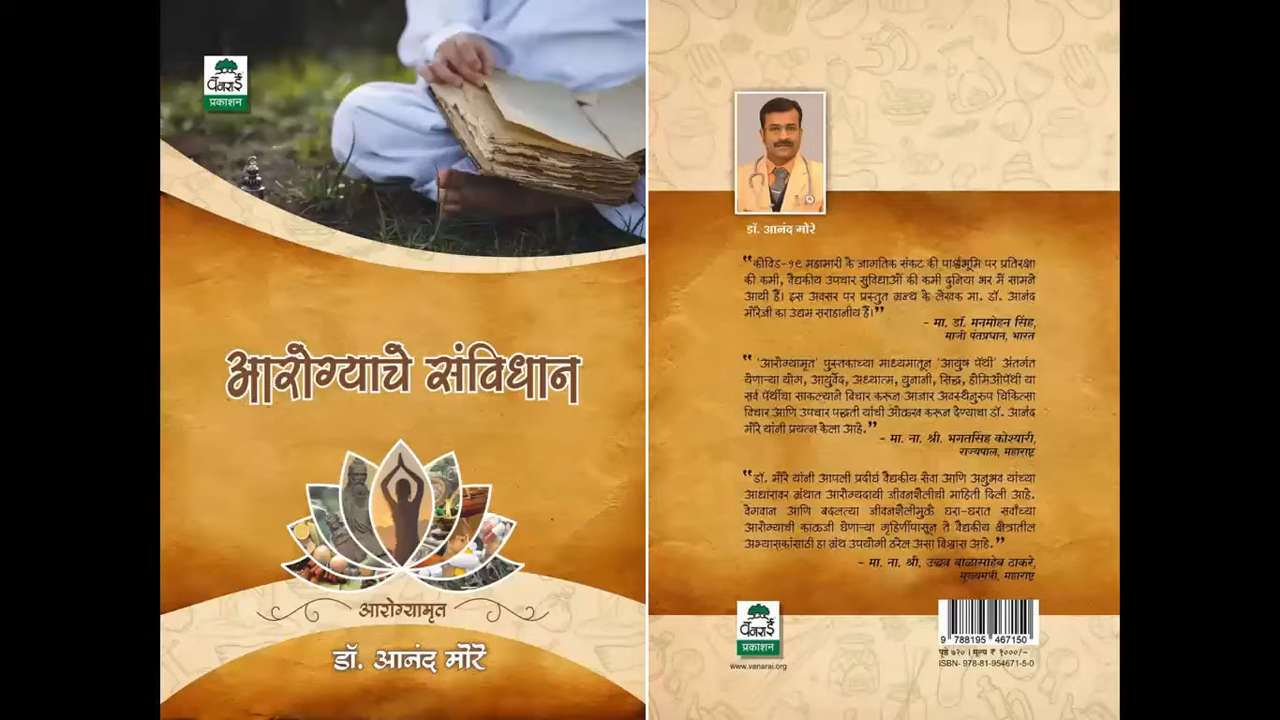 वनराई
प्रकाशन
आरोग्याचे संविधान
आरोग्यामृत
डॉ. आनंद मोरे
डॉ. आनंद मोरे
"कोविड-१९ महामारी के जागतिक संकट की पार्श्वभूमि पर प्रतिरक्षा
की कमी, वैद्यकीय उपचार सुविधाओं की कमी दुनिया भर में सामने
आयी हैं। इस अवसर पर प्रस्तुत ग्रन्थ के लेखक मा. डॉ. आनंद
मोरेजी का उद्यम सराहनीय हैं।"
- मा. डॉ. मनमोहन सिंह,
माजी पंतप्रधान, भारत
"'आरोग्यामृत' पुस्तकाच्या माध्यमातून 'आयुष पॅथी' अंतर्गत
येणाऱ्या योग, आयुर्वेद, अध्यात्म, युनानी, सिद्ध, होमिओपॅथी या
सर्व पॅथींचा साकल्याने विचार करून आजार अवस्थेनुरुप चिकित्सा
विचार आणि उपचार पद्धती यांची ओळख करून देण्याचा डॉ. आनंद
मोरे यांनी प्रयत्न केला आहे."
- मा. ना. श्री. भगतसिंह कोश्यारी,
राज्यपाल, महाराष्ट्र
"डॉ. मोरे यांनी आपली प्रदीर्घ वैद्यकीय सेवा आणि अनुभव यांच्या
आधारावर ग्रंथात आरोग्यदायी जीवनशैलीची माहिती दिली आहे.
वेगवान आणि बदलत्या जीवनशैलीमुळे घरा-घरात सर्वांच्या
आरोग्याची काळजी घेणाऱ्या गृहिणींपासून ते वैद्यकीय क्षेत्रातील
अभ्यासकांसाठी हा ग्रंथ उपयोगी ठरेल असा विश्वास आहे."
- मा. ना. श्री. उद्धव बाळासाहेब ठाकरे,
मुख्यमंत्री, महाराष्ट्र
वनराई
प्रकाशन
www.vanarai.org
9 788195 467150
पृष्ठे ७२० । मूल्य ₹ १०००/-
ISBN- 978-81-954671-5-0